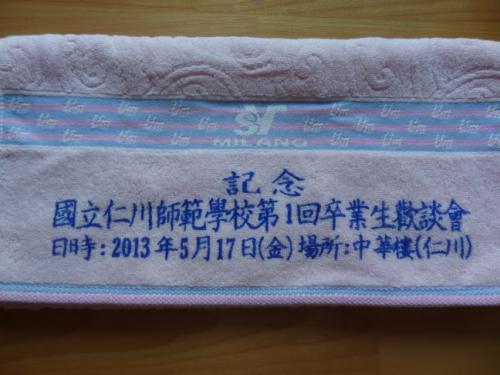 SY
MILANO
記念
國立仁川師範學校第1回卒業生歡談會
日時：2013年5月17日(金) 場所:中華樓(仁川)